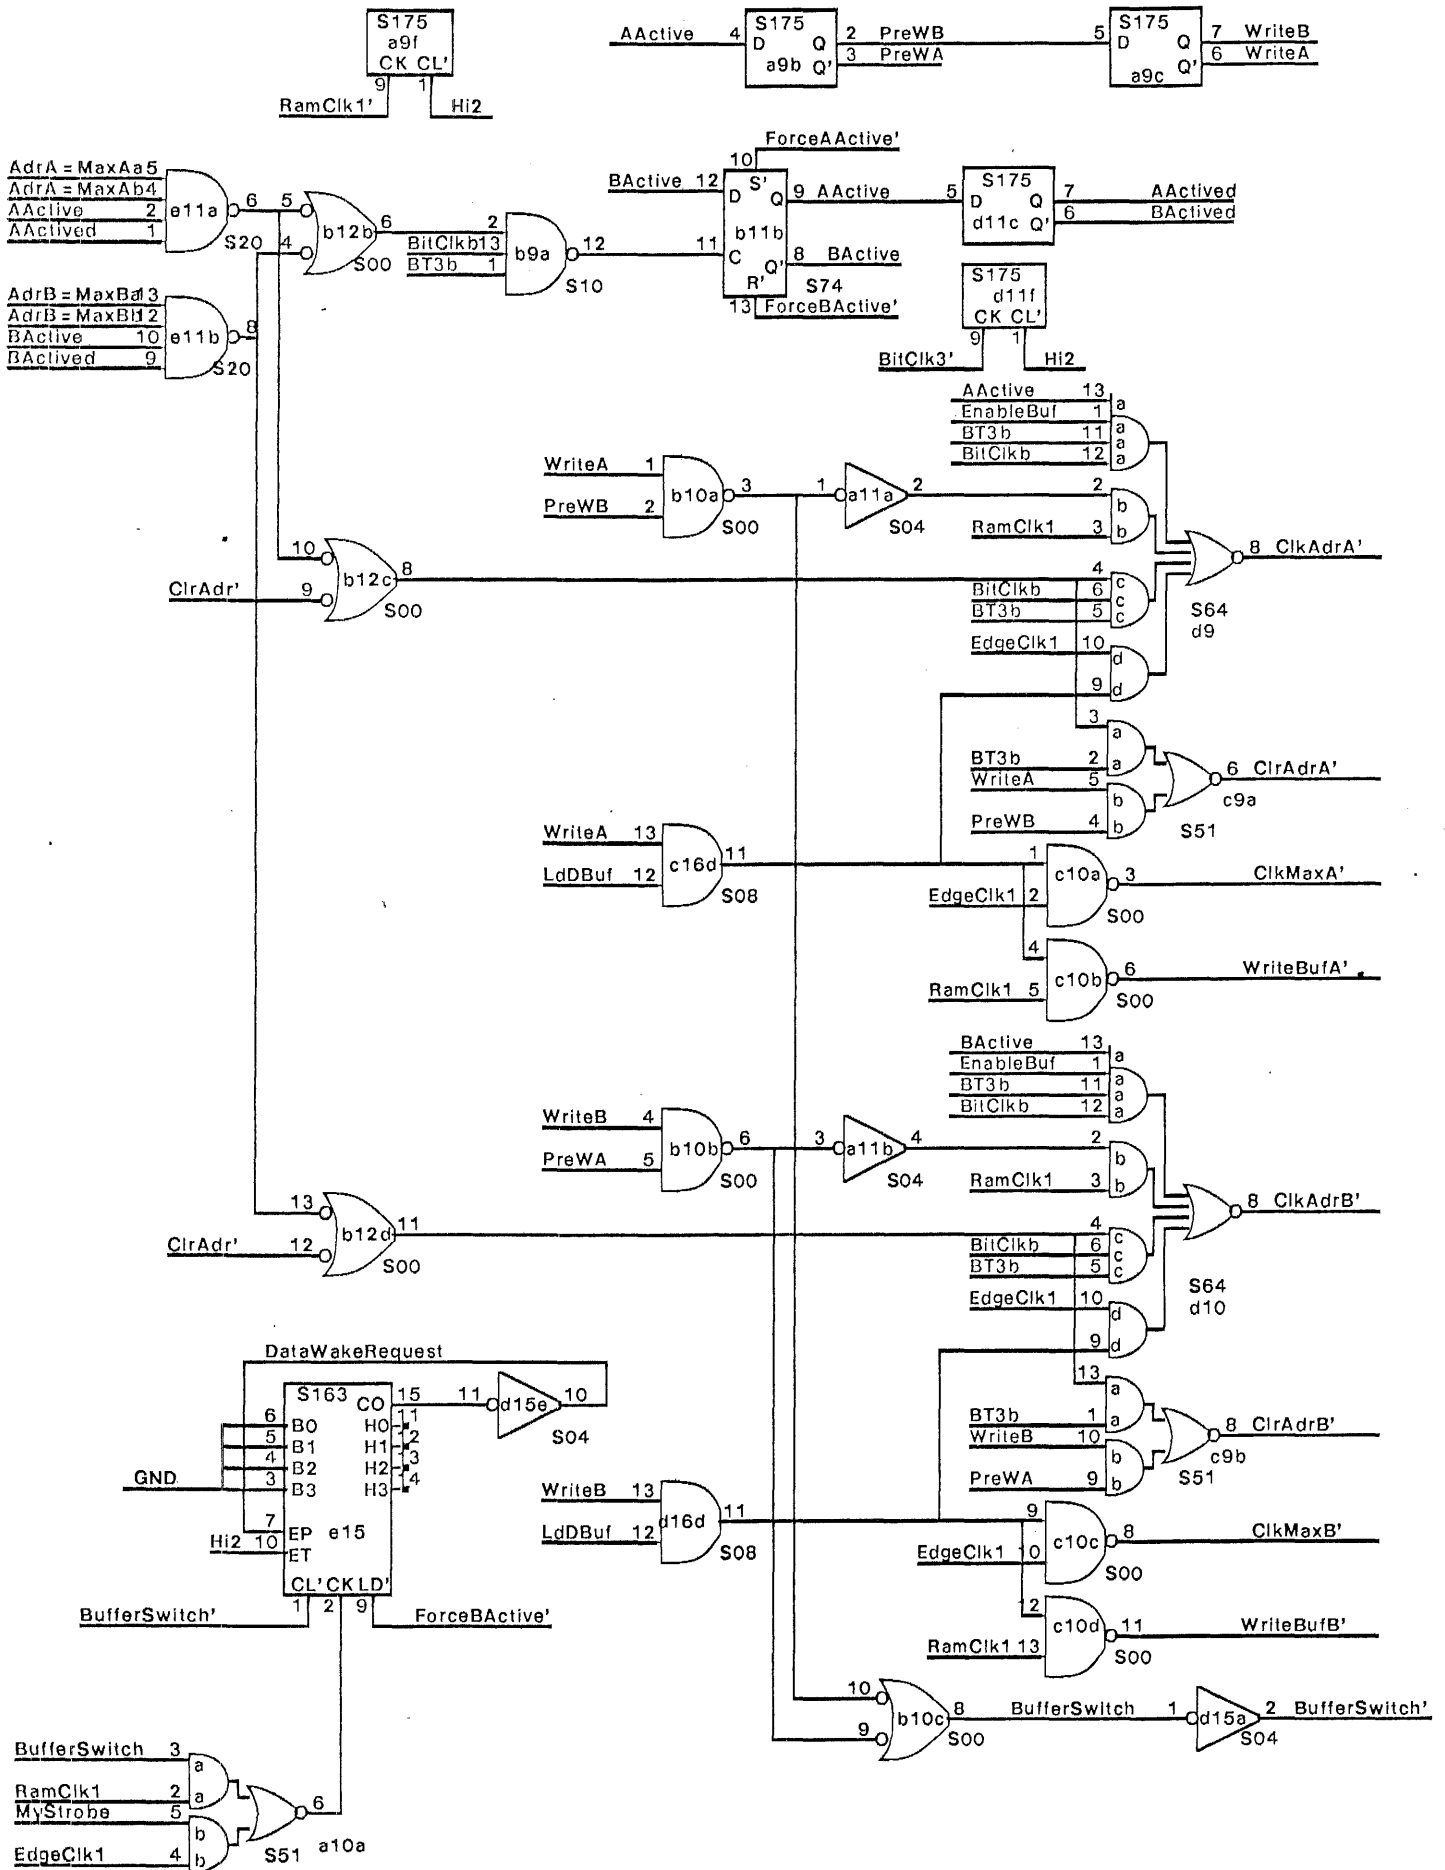 S175
a9f
CK CL'
9 1
RamClk1' Hi2
AActive 4 S175 D Q 2 PreWB
a9b Q' 3 PreWA
5 S175 D Q 7 WriteB
a9c Q' 6 WriteA
AdrA = MaxAa 5
AdrA = MaxAb 4
AActive 2
AActived 1
e11a 6
S20
AdrB = MaxBa 13
AdrB = MaxBb 12
BActive 10
BActived 9
e11b 8
S20
5
4
b12b 6
S00
2
BitClkb 13
BT3b 1
b9a 12
S10
ForceAActive'
10
BActive 12 D S' Q 9 AActive
b11b
11 C Q' 8 BActive
R' S74
13 ForceBActive'
5 S175 D Q 7 AActived
d11c Q' 6 BActived
S175
d11f
CK CL'
9 1
BitClk3' Hi2
AActive 13 a
EnableBuf 1 a
BT3b 11 a
BitClkb 12 a
WriteA 1
PreWB 2
b10a 3
S00
1 a11a 2
S04
2 b
RamClk1 3 b
8 ClkAdrA'
10
ClrAdr' 9
b12c 8
S00
4 c
BitClkb 6 c
BT3b 5 c
S64
d9
EdgeClk1 10 d
9 d
3 a
BT3b 2 a
WriteA 5 b
PreWB 4 b
6 ClrAdrA'
c9a
S51
WriteA 13
LdDBuf 12
c16d 11
S08
1
EdgeClk1 2
c10a 3 ClkMaxA'
S00
4
RamClk1 5
c10b 6 WriteBufA'
S00
BActive 13 a
EnableBuf 1 a
BT3b 11 a
BitClkb 12 a
WriteB 4
PreWA 5
b10b 6
S00
3 a11b 4
S04
2 b
RamClk1 3 b
8 ClkAdrB'
13
ClrAdr' 12
b12d 11
S00
4 c
BitClkb 6 c
BT3b 5 c
S64
d10
EdgeClk1 10 d
9 d
13 a
BT3b 1 a
WriteB 10 b
PreWA 9 b
8 ClrAdrB'
c9b
S51
DataWakeRequest
S163
CO 15 11 d15e 10
S04
6 B0 H0 11
5 B1 H1 12
4 B2 H2 13
GND 3 B3 H3 14
7 EP e15
Hi2 10 ET
CL' CK LD'
1 2 9
BufferSwitch' ForceBActive'
WriteB 13
LdDBuf 12
d16d 11
S08
9
EdgeClk1 10
c10c 8 ClkMaxB'
S00
12
RamClk1 13
c10d 11 WriteBufB'
S00
10
9
b10c 8 BufferSwitch
S00
1 d15a 2 BufferSwitch'
S04
BufferSwitch 3 a
RamClk1 2 a
MyStrobe 5 b
EdgeClk1 4 b
6
S51 a10a